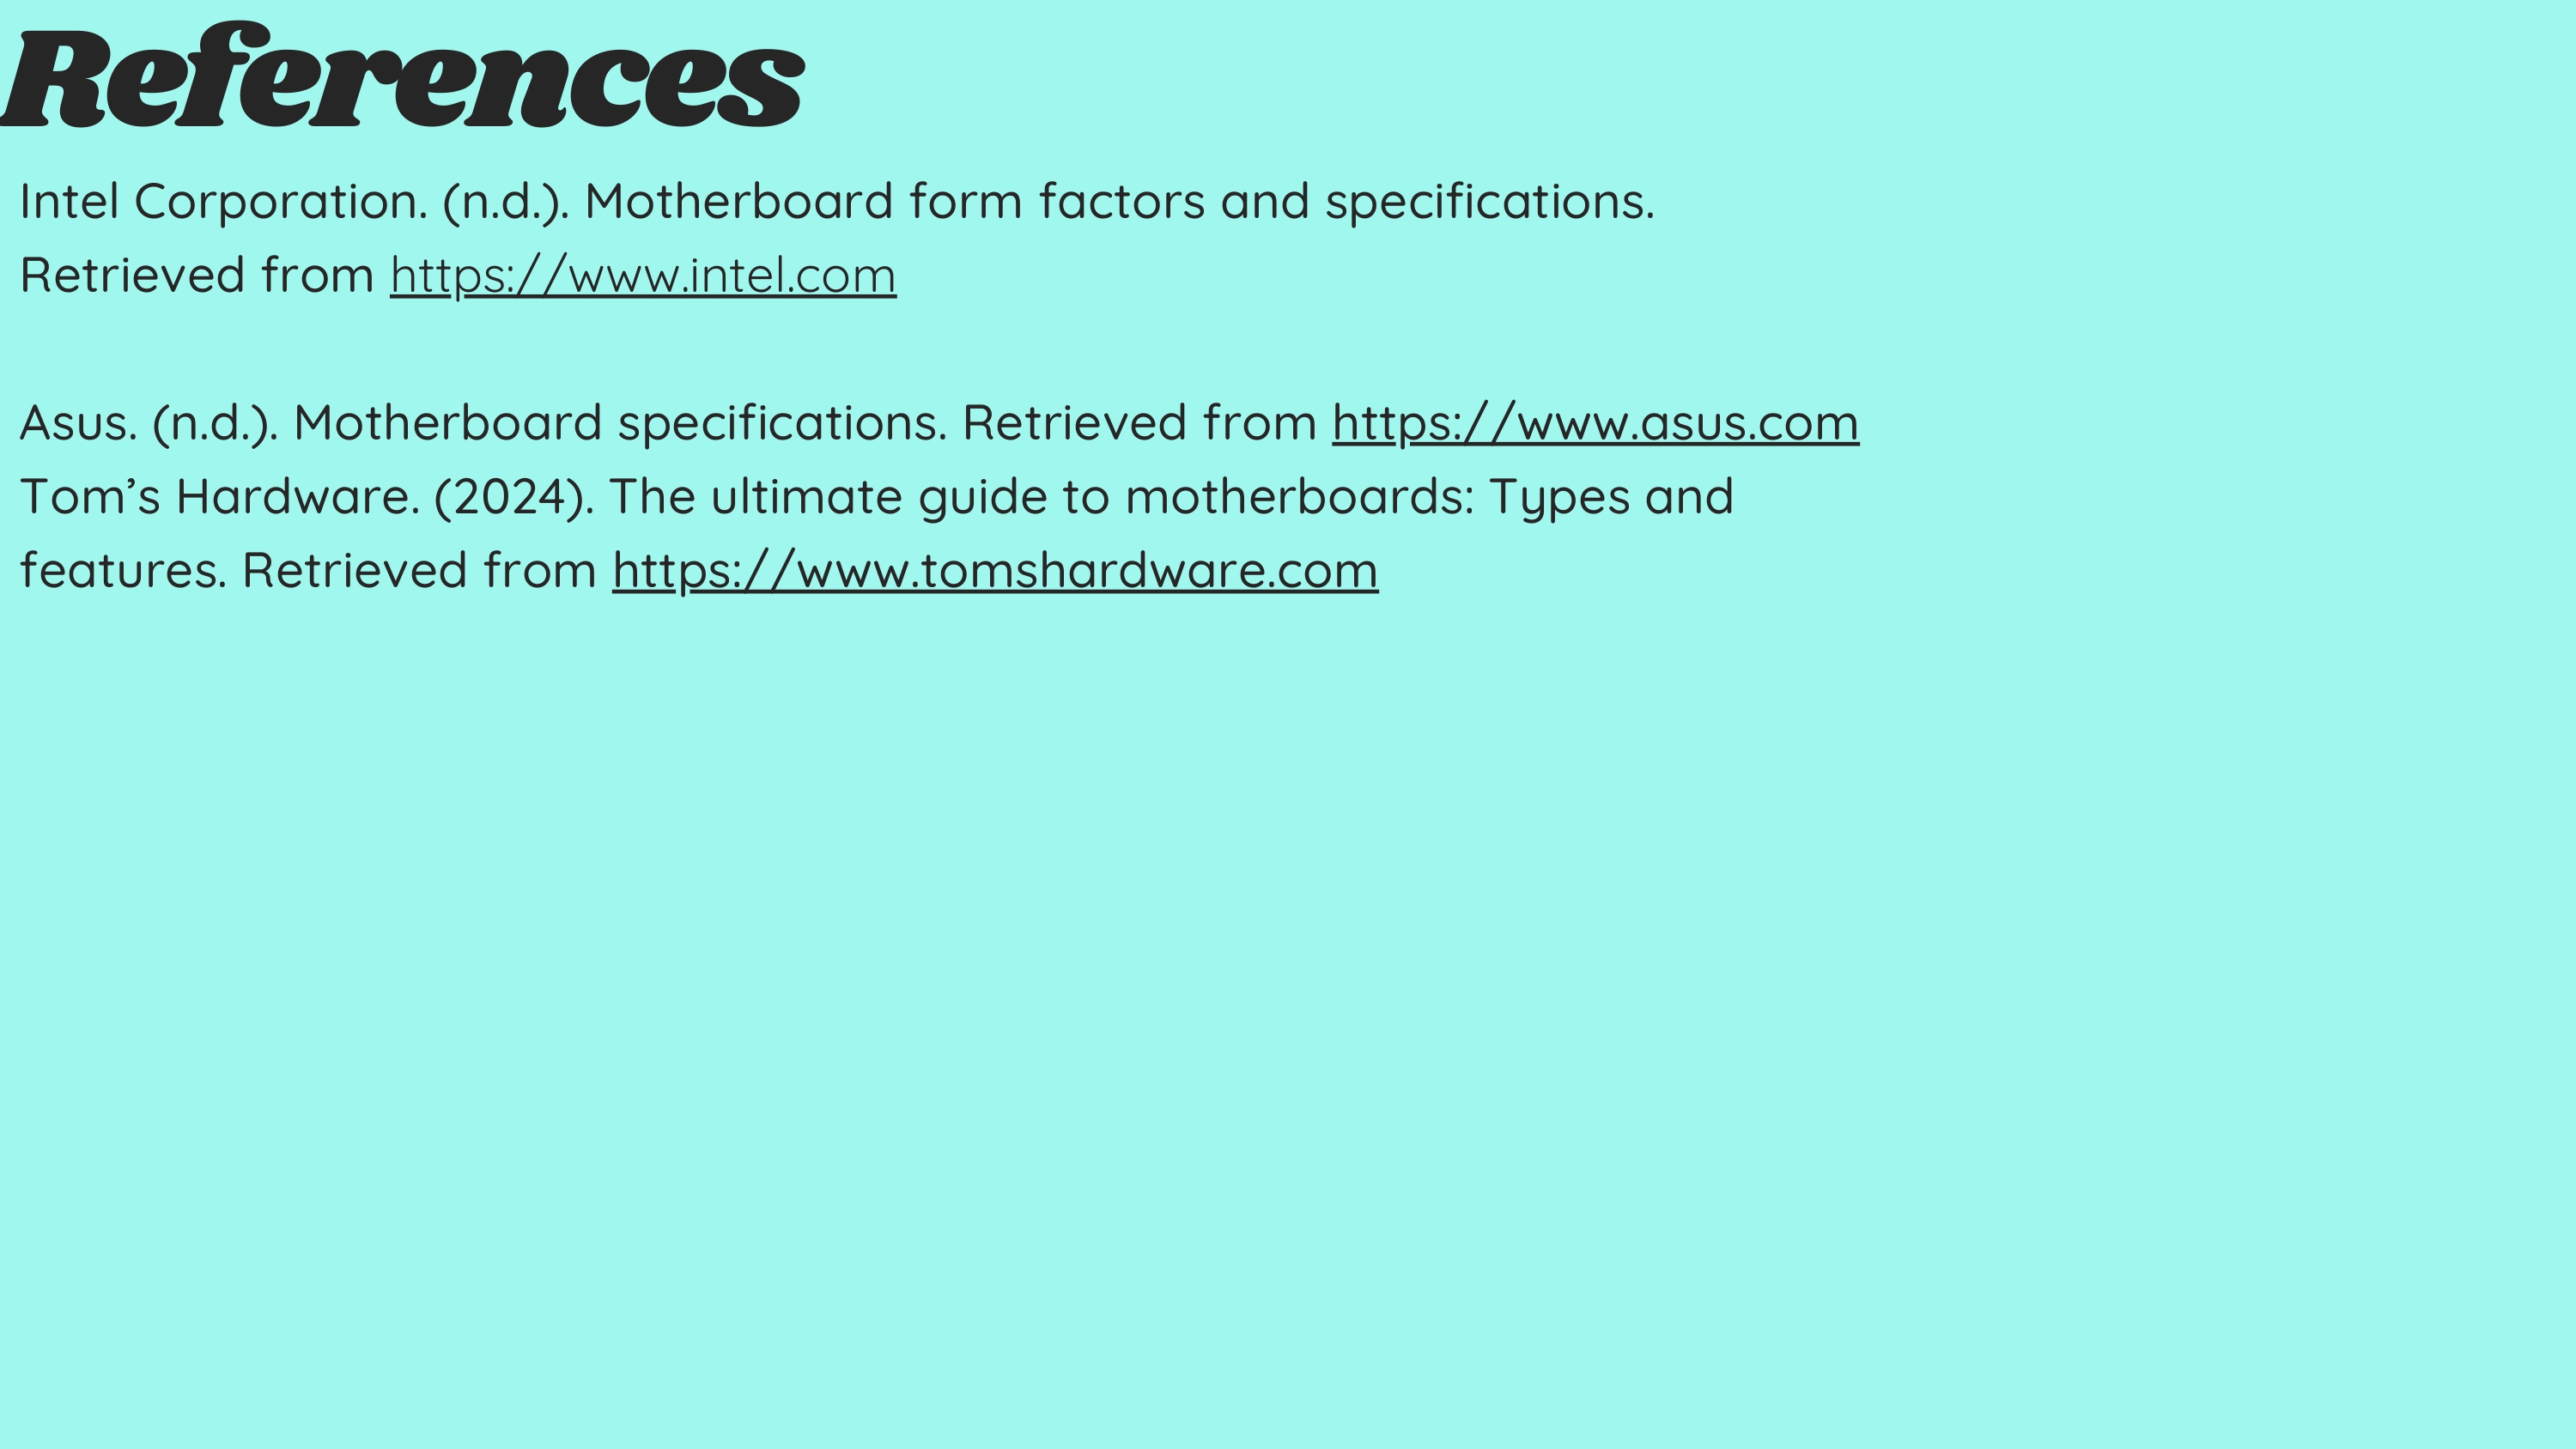 References
Intel Corporation. (n.d.). Motherboard form factors and specifications.
Retrieved from https://www.intel.com
Asus. (n.d.). Motherboard specifications. Retrieved from https://www.asus.com
Tom’s Hardware. (2024). The ultimate guide to motherboards: Types and
features. Retrieved from https://www.tomshardware.com